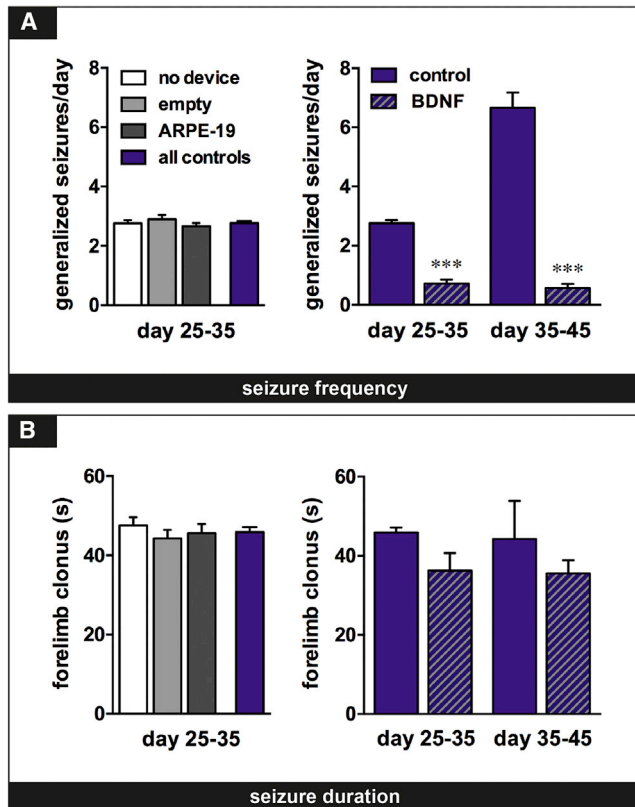 A
generalized seizures/day
8
6
4
2
0
no device
empty
ARPE-19
all controls
day 25-35
generalized seizures/day
8
6
4
2
0
control
BDNF
***
***
day 25-35
day 35-45
seizure frequency
B
forelimb clonus (s)
60
40
20
0
day 25-35
forelimb clonus (s)
60
40
20
0
day 25-35
day 35-45
seizure duration